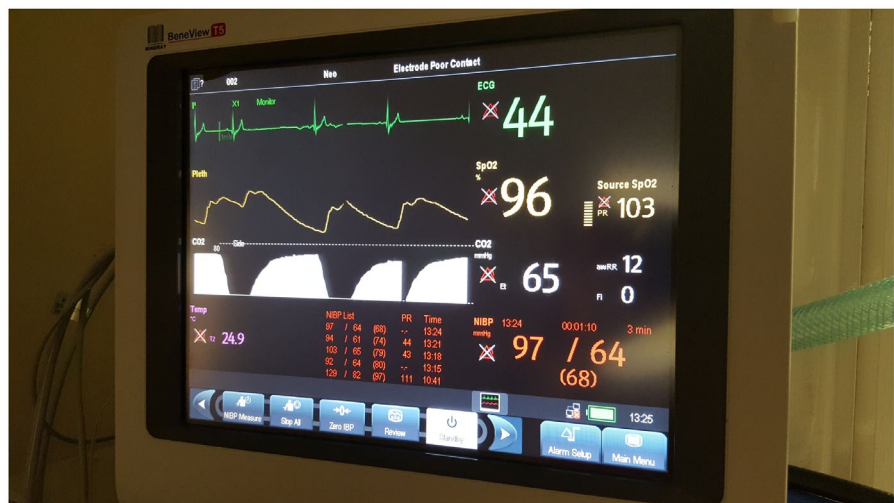 MINDRAY BeneView T5
? 002 Neo Electrode Poor Contact
II X1 Monitor
1mV
ECG
44
Pleth
SpO2
%
96
Source SpO2
PR 103
CO2
80 Side
CO2
mmHg
Et 65
awRR 12
Fi 0
Temp
°C
T2 24.9
NIBP List PR Time
97 / 64 (68) -.- 13:24
94 / 61 (74) 44 13:21
103 / 65 (79) 43 13:18
92 / 64 (80) -.- 13:15
129 / 82 (97) 111 10:41
NIBP 13:24 00:01:10 3 min
mmHg
97 / 64
(68)
NIBP Measure
Stop All
Zero IBP
Review
Standby
13:25
Alarm Setup
Main Menu